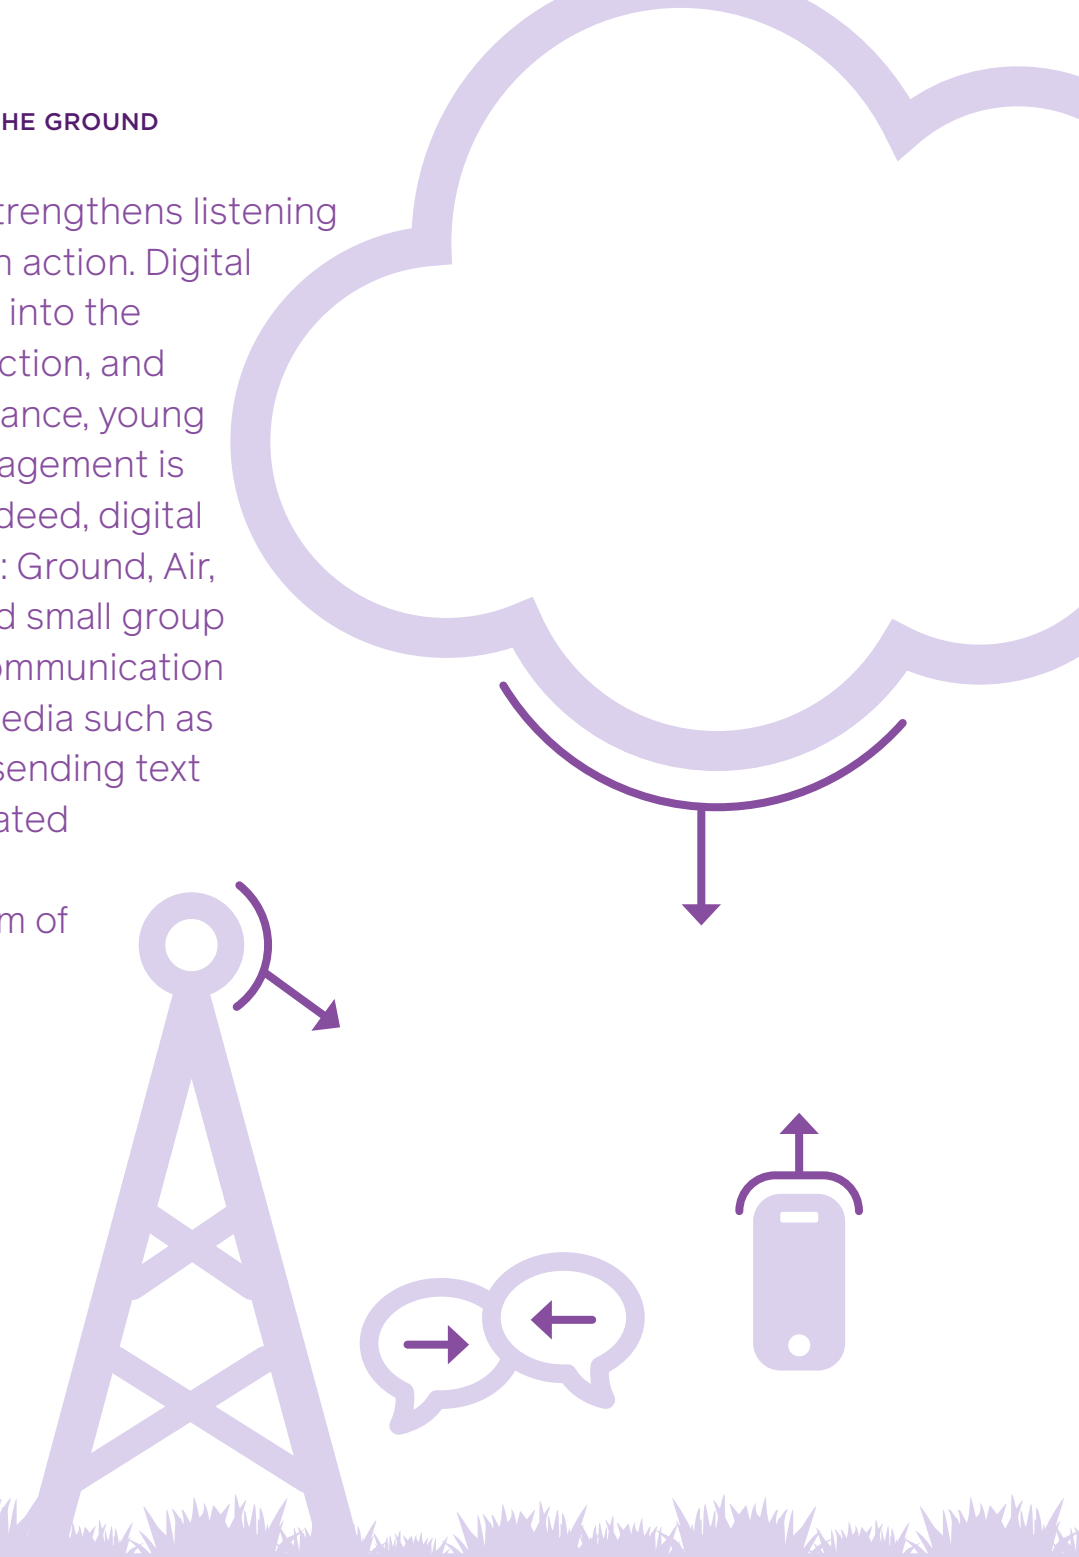 HE GROUND
trengthens listening
n action. Digital
into the
ction, and
ance, young
agement is
deed, digital
: Ground, Air,
d small group
ommunication
edia such as
sending text
ated
m of